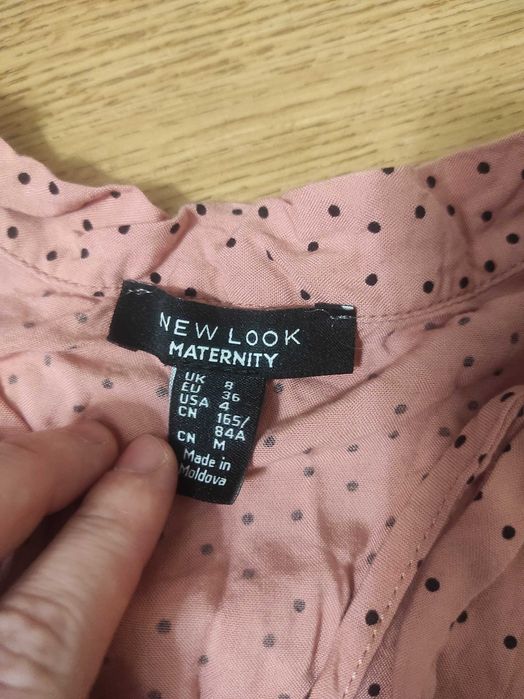 NEW LOOK
MATERNITY
UK 8
EU 36
USA 4
CN 165/
84A
CN M
Made in
Moldova